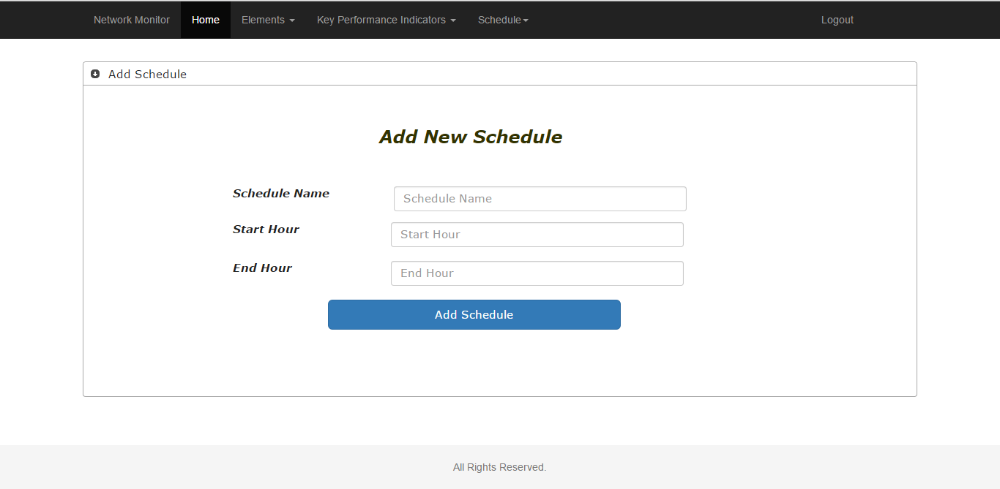 Network Monitor Home Elements Key Performance Indicators Schedule Logout
Add Schedule
Add New Schedule
Schedule Name Schedule Name
Start Hour Start Hour
End Hour End Hour
Add Schedule
All Rights Reserved.